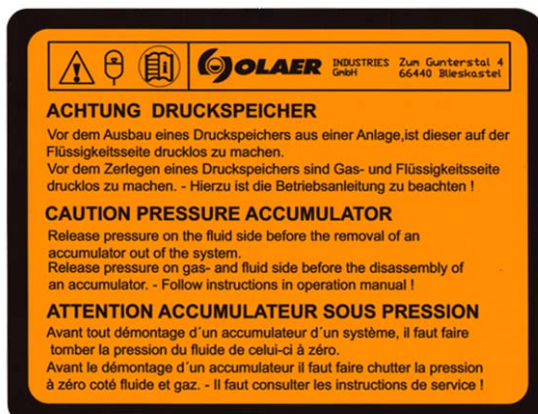 OLAER INDUSTRIES GmbH Zum Gunterstal 4 66440 Blieskastel
ACHTUNG DRUCKSPEICHER
Vor dem Ausbau eines Druckspeichers aus einer Anlage,ist dieser auf der
Flüssigkeitsseite drucklos zu machen.
Vor dem Zerlegen eines Druckspeichers sind Gas- und Flüssigkeitsseite
drucklos zu machen. - Hierzu ist die Betriebsanleitung zu beachten !
CAUTION PRESSURE ACCUMULATOR
Release pressure on the fluid side before the removal of an
accumulator out of the system.
Release pressure on gas- and fluid side before the disassembly of
an accumulator. - Follow instructions in operation manual !
ATTENTION ACCUMULATEUR SOUS PRESSION
Avant tout démontage d´un accumulateur d´un système, il faut faire
tomber la pression du fluide de celui-ci à zéro.
Avant le démontage d´un accumulateur il faut faire chutter la pression
à zéro coté fluide et gaz. - Il faut consulter les instructions de service !